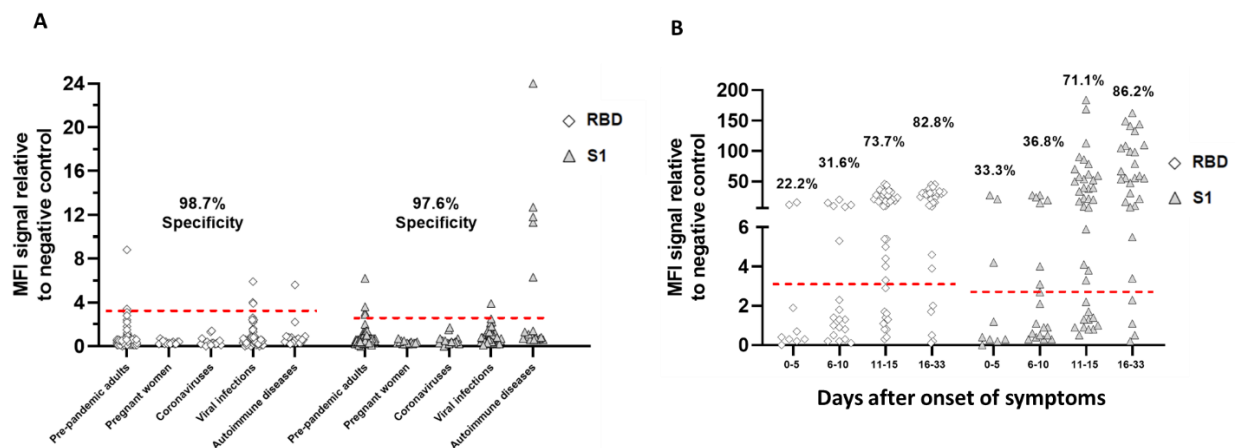 A
MFI signal relative
to negative control
24
20
16
12
8
4
0
98.7%
Specificity
97.6%
Specificity
RBD
S1
Pre-pandemic adults
Pregnant women
Coronaviruses
Viral infections
Autoimmune diseases
Pre-pandemic adults
Pregnant women
Coronaviruses
Viral infections
Autoimmune diseases
B
MFI signal relative
to negative control
200
150
100
50
6
4
2
0
22.2%
31.6%
73.7%
82.8%
33.3%
36.8%
71.1%
86.2%
RBD
S1
0-5
6-10
11-15
16-33
0-5
6-10
11-15
16-33
Days after onset of symptoms